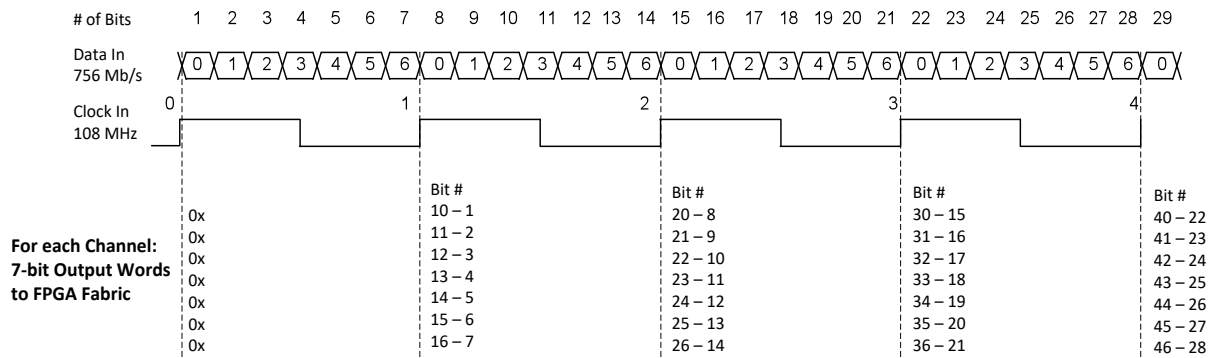 # of Bits 1 2 3 4 5 6 7 8 9 10 11 12 13 14 15 16 17 18 19 20 21 22 23 24 25 26 27 28 29
Data In
756 Mb/s
0 1 2 3 4 5 6 0 1 2 3 4 5 6 0 1 2 3 4 5 6 0 1 2 3 4 5 6 0
0 1 2 3 4
Clock In
108 MHz
For each Channel:
7-bit Output Words
to FPGA Fabric
0x
0x
0x
0x
0x
0x
0x
Bit #
10 – 1
11 – 2
12 – 3
13 – 4
14 – 5
15 – 6
16 – 7
Bit #
20 – 8
21 – 9
22 – 10
23 – 11
24 – 12
25 – 13
26 – 14
Bit #
30 – 15
31 – 16
32 – 17
33 – 18
34 – 19
35 – 20
36 – 21
Bit #
40 – 22
41 – 23
42 – 24
43 – 25
44 – 26
45 – 27
46 – 28